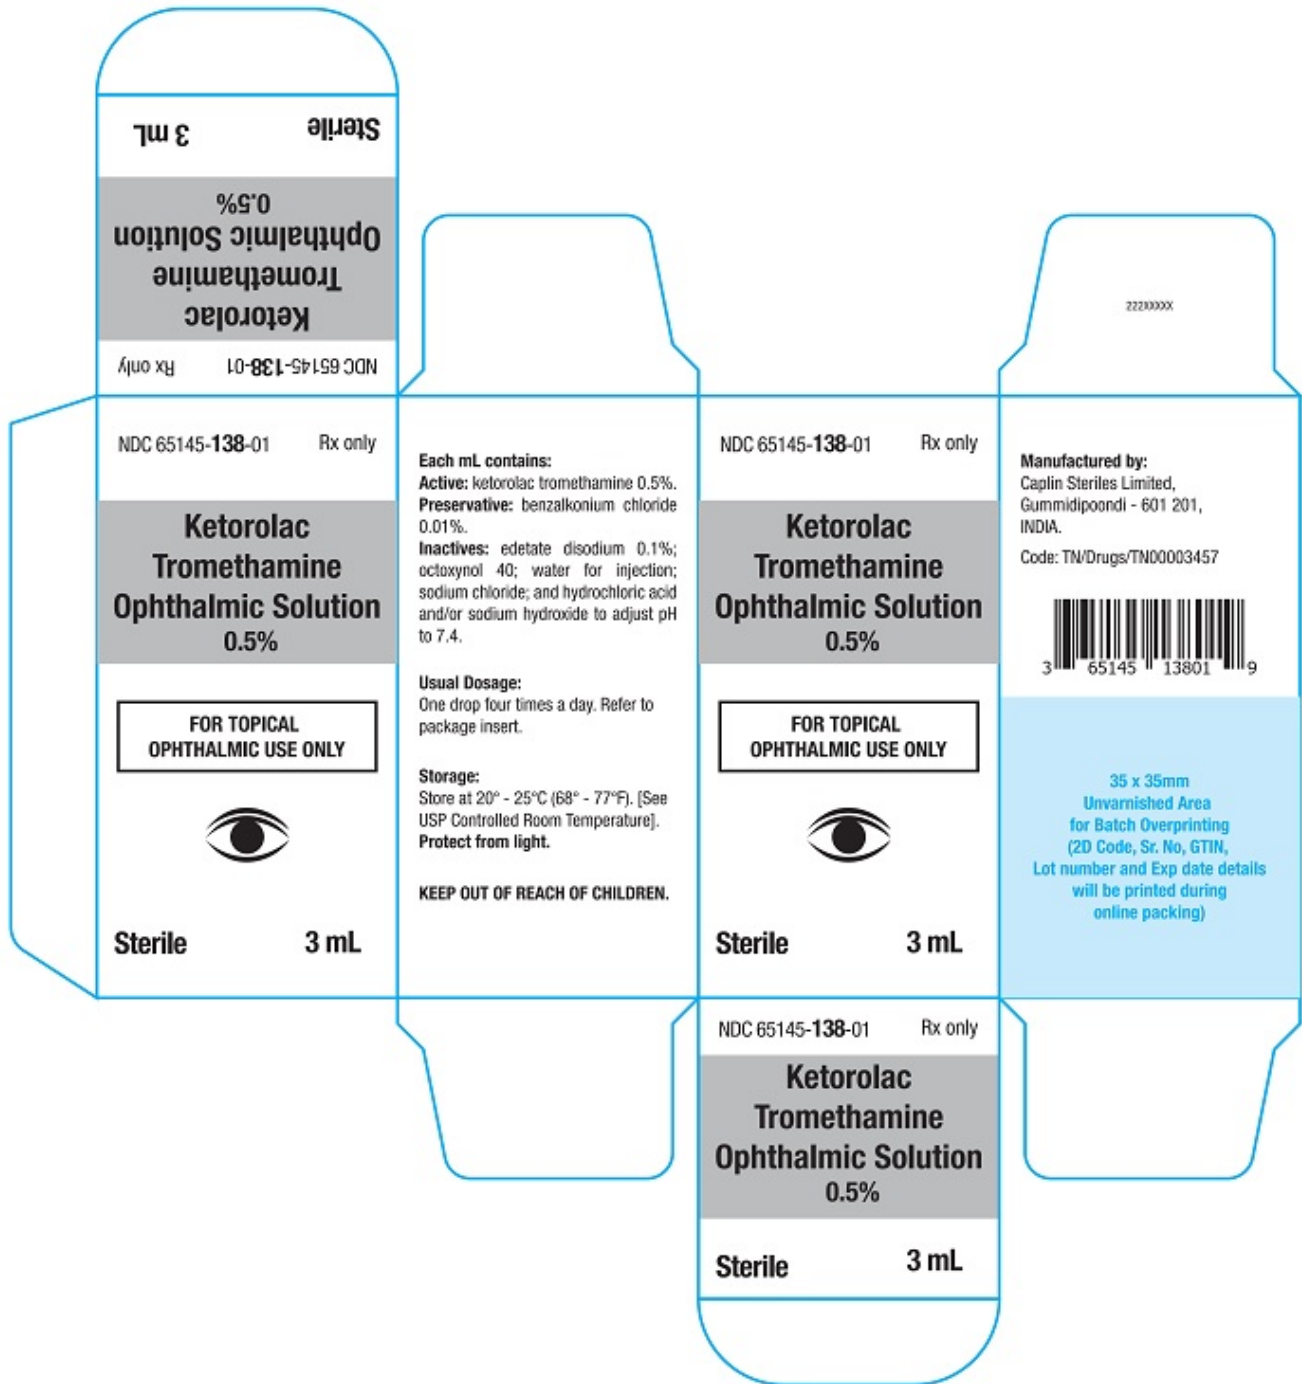 3 mL Sterile
0.5%
Ophthalmic Solution
Tromethamine
Ketorolac
NDC 65145-138-01 Rx only
NDC 65145-138-01 Rx only
Ketorolac
Tromethamine
Ophthalmic Solution
0.5%
FOR TOPICAL
OPHTHALMIC USE ONLY
Sterile 3 mL
Each mL contains:
Active: ketorolac tromethamine 0.5%.
Preservative: benzalkonium chloride
0.01%.
Inactives: edetate disodium 0.1%;
octoxynol 40; water for injection;
sodium chloride; and hydrochloric acid
and/or sodium hydroxide to adjust pH
to 7.4.
Usual Dosage:
One drop four times a day. Refer to
package insert.
Storage:
Store at 20° - 25°C (68° - 77°F). [See
USP Controlled Room Temperature].
Protect from light.
KEEP OUT OF REACH OF CHILDREN.
NDC 65145-138-01 Rx only
Ketorolac
Tromethamine
Ophthalmic Solution
0.5%
FOR TOPICAL
OPHTHALMIC USE ONLY
Sterile 3 mL
NDC 65145-138-01 Rx only
Ketorolac
Tromethamine
Ophthalmic Solution
0.5%
Sterile 3 mL
Manufactured by:
Caplin Steriles Limited,
Gummidipoondi - 601 201,
INDIA.
Code: TN/Drugs/TN00003457
3 65145 13801 9
35 x 35mm
Unvarnished Area
for Batch Overprinting
(2D Code, Sr. No, GTIN,
Lot number and Exp date details
will be printed during
online packing)